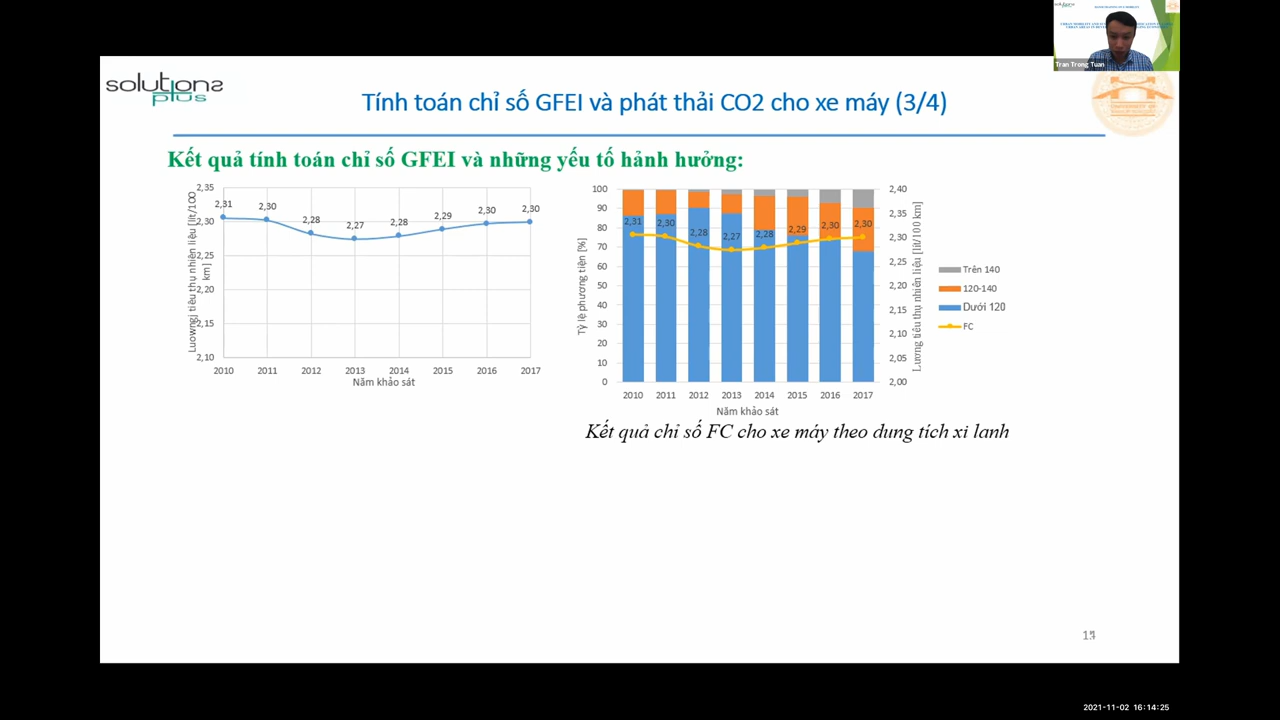 solutions
plus
Tran Trong Tuan
Tính toán chỉ số GFEI và phát thải CO2 cho xe máy (3/4)
Kết quả tính toán chỉ số GFEI và những yếu tố hảnh hưởng:
Luowngj tiêu thụ nhiên liệu [lit/100 km]
2,35
2,30
2,25
2,20
2,15
2,10
2,31
2,30
2,28
2,27
2,28
2,29
2,30
2,30
2010 2011 2012 2013 2014 2015 2016 2017
Năm khảo sát
Tỷ lệ phương tiện [%]
100
90
80
70
60
50
40
30
20
10
0
2,31
2,30
2,28
2,27
2,28
2,29
2,30
2,30
2010 2011 2012 2013 2014 2015 2016 2017
Năm khảo sát
2,40
2,35
2,30
2,25
2,20
2,15
2,10
2,05
2,00
Lương tiêu thụ nhiên liệu [lít/100 km]
Trên 140
120-140
Dưới 120
FC
Kết quả chỉ số FC cho xe máy theo dung tích xi lanh
2021-11-02 16:14:25